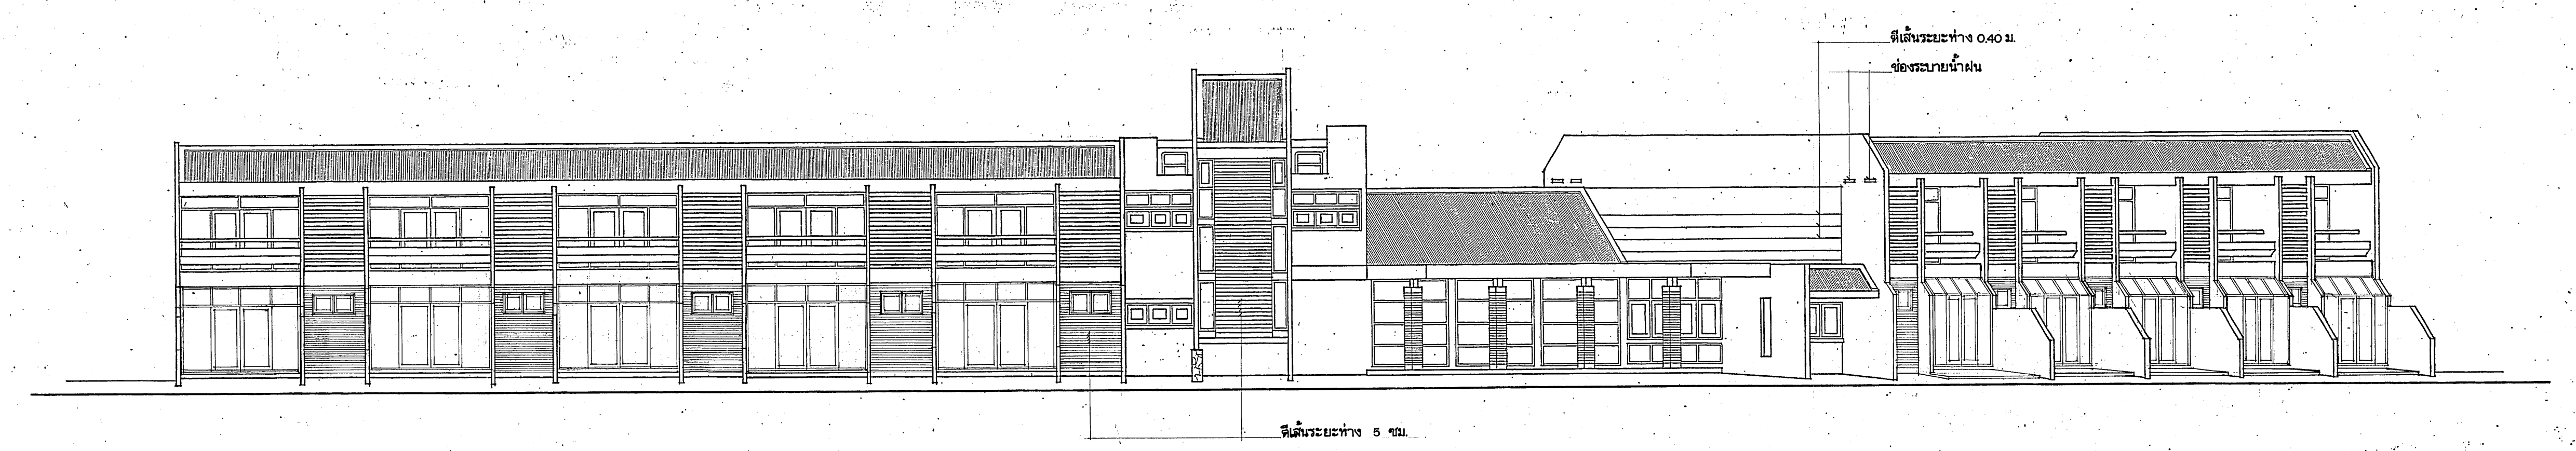 ตีเส้นระยะห่าง 0.40 ม.
ช่องระบายน้ำฝน
ตีเส้นระยะห่าง 5 ซม.